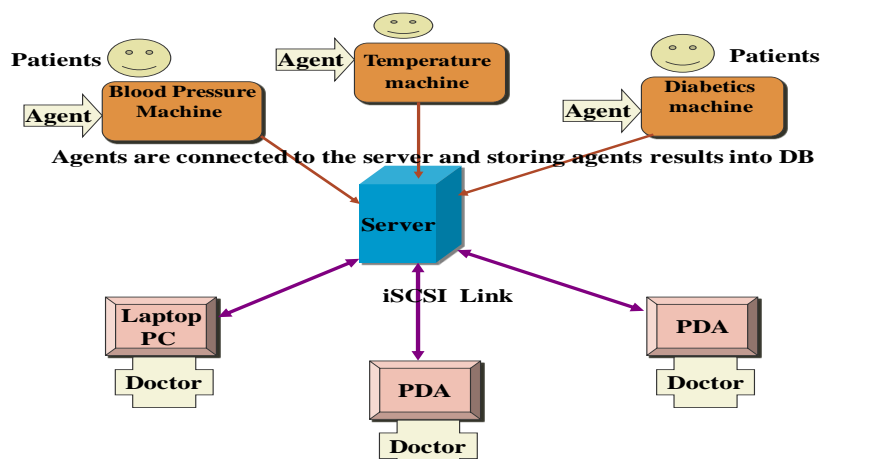 Patients
Agent
Temperature
machine
Patients
Agent
Blood Pressure
Machine
Agent
Diabetics
machine
Agents are connected to the server and storing agents results into DB
Server
iSCSI Link
Laptop
PC
Doctor
PDA
Doctor
PDA
Doctor